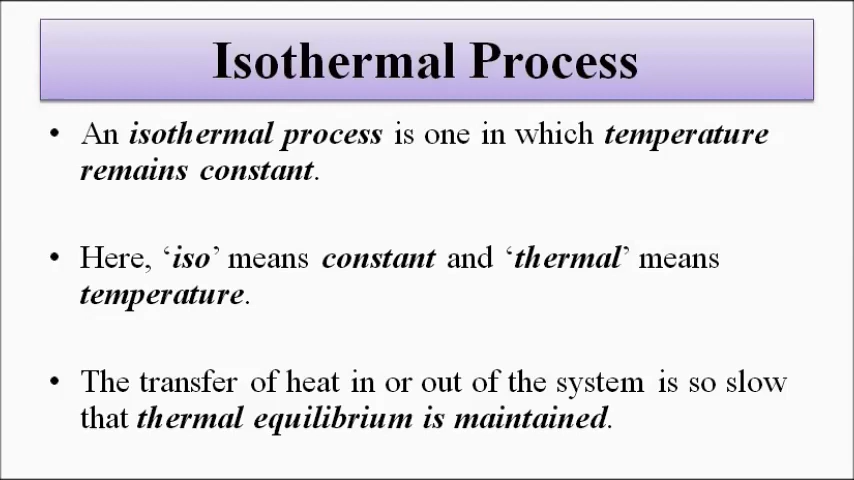 Isothermal Process
• An isothermal process is one in which temperature
remains constant.
• Here, ‘iso’ means constant and ‘thermal’ means
temperature.
• The transfer of heat in or out of the system is so slow
that thermal equilibrium is maintained.